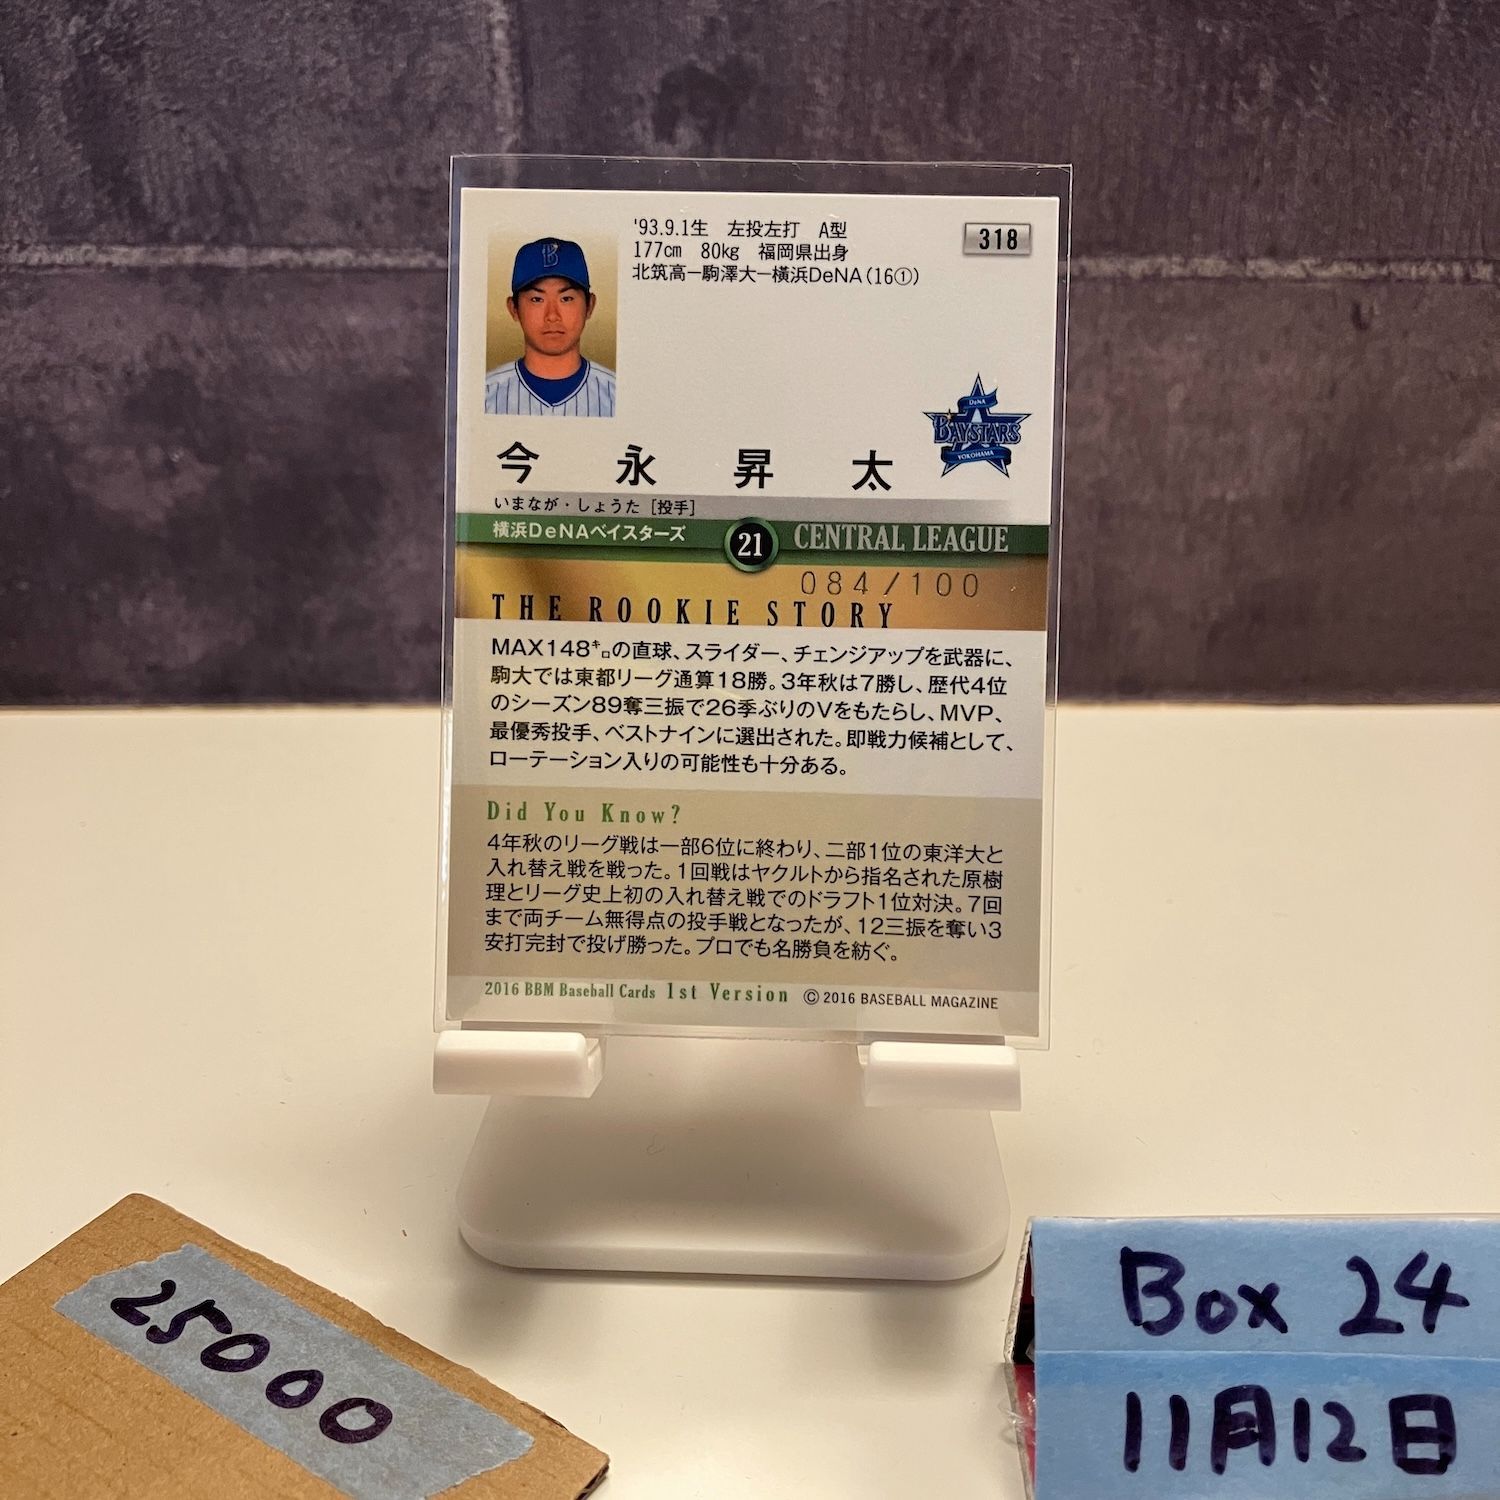 '93.9.1生 左投左打 A型
318
177cm 80kg 福岡県出身
北筑高ー駒澤大ー横浜DeNA(16①)
B
DeNA
BAYSTARS
YOKOHAMA
今永昇太
いまなが・しょうた [投手]
横浜DeNAベイスターズ 21 CENTRAL LEAGUE
084/100
THE ROOKIE STORY
MAX148㌔の直球、スライダー、チェンジアップを武器に、
駒大では東都リーグ通算18勝。3年秋は7勝し、歴代4位
のシーズン89奪三振で26季ぶりのVをもたらし、MVP、
最優秀投手、ベストナインに選出された。即戦力候補として、
ローテーション入りの可能性も十分ある。
Did You Know?
4年秋のリーグ戦は一部6位に終わり、二部1位の東洋大と
入れ替え戦を戦った。1回戦はヤクルトから指名された原樹
理とリーグ史上初の入れ替え戦でのドラフト1位対決。7回
まで両チーム無得点の投手戦となったが、12三振を奪い3
安打完封で投げ勝った。プロでも名勝負を紡ぐ。
2016 BBM Baseball Cards 1st Version © 2016 BASEBALL MAGAZINE
25000
Box 24
11月12日